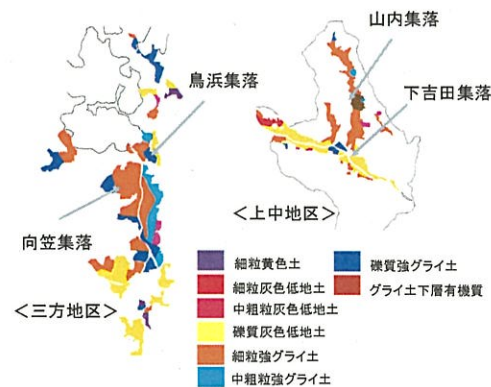 山内集落
鳥浜集落
下吉田集落
<上中地区>
向笠集落
<三方地区>
細粒黄色土
細粒灰色低地土
中粗粒灰色低地土
礫質灰色低地土
細粒強グライ土
中粗粒強グライ土
礫質強グライ土
グライ土下層有機質